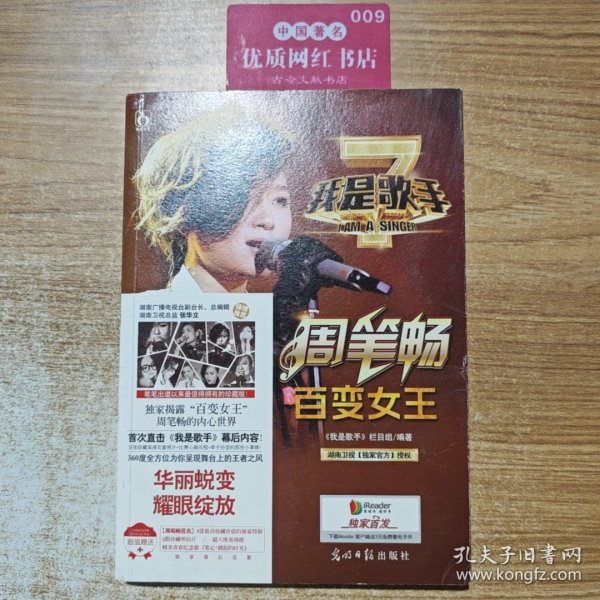 009
中国著名
优质网红书店
古今文献书店
我是歌手
I AM A SINGER
湖南广播电视台副台长、总编辑
湖南卫视总监 张华立
笔笔出道以来最值得拥有的珍藏版!
独家揭露“百变女王”
周笔畅的内心世界
首次直击《我是歌手》幕后内容!
360度全方位为你呈现舞台上的王者之风
华丽蜕变
耀眼绽放
超值赠送
周笔畅
百变女王
《我是歌手》栏目组/编著
湖南卫视【独家官方】授权
iReader
独家首发
光明日报出版社
孔夫子旧书网
www.kongfz.com